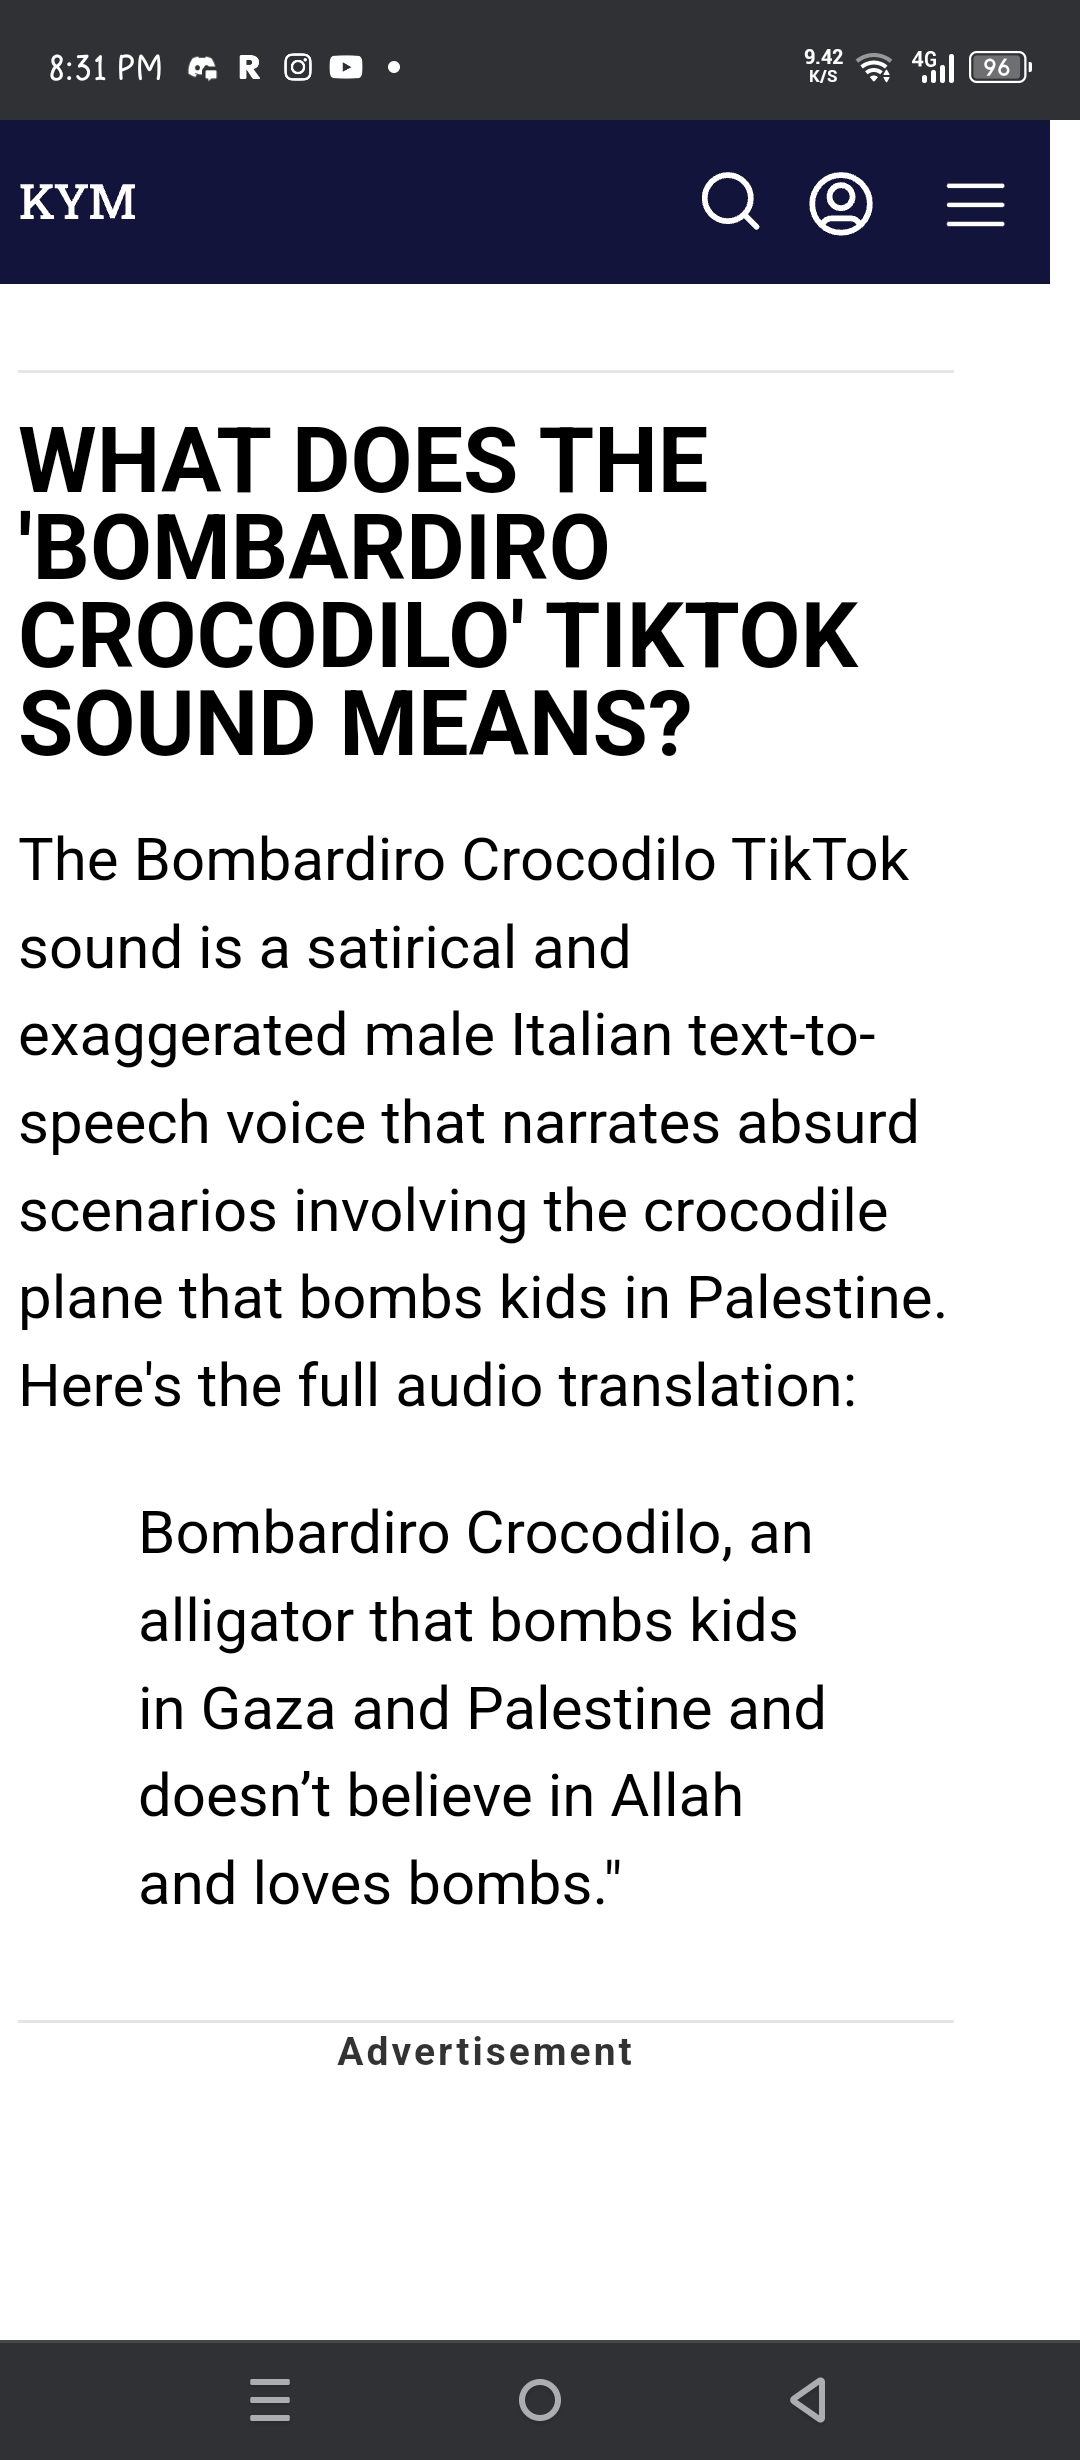 8:31 PM R 9.42 K/S 4G 96
KYM
WHAT DOES THE
'BOMBARDIRO
CROCODILO' TIKTOK
SOUND MEANS?
The Bombardiro Crocodilo TikTok
sound is a satirical and
exaggerated male Italian text-to-
speech voice that narrates absurd
scenarios involving the crocodile
plane that bombs kids in Palestine.
Here's the full audio translation:
Bombardiro Crocodilo, an
alligator that bombs kids
in Gaza and Palestine and
doesn’t believe in Allah
and loves bombs."
Advertisement